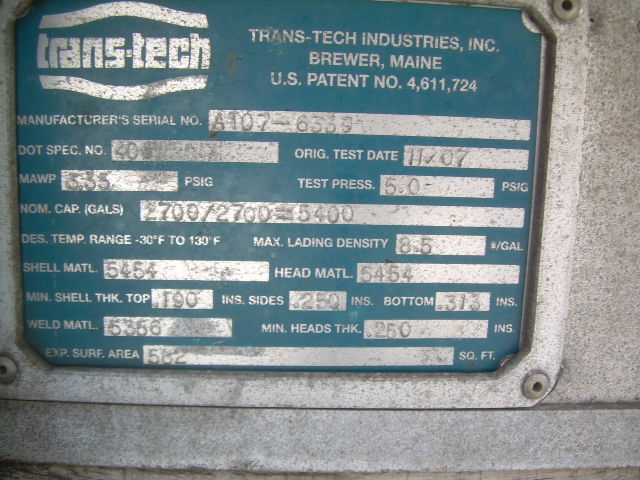 trans-tech
TRANS-TECH INDUSTRIES, INC.
BREWER, MAINE
U.S. PATENT NO. 4,611,724
MANUFACTURER'S SERIAL NO. A107-6339
DOT SPEC. NO. ORIG. TEST DATE 11/07
MAWP PSIG TEST PRESS. 5.0 PSIG
NOM. CAP. (GALS) 2700/2700=5400
DES. TEMP. RANGE -30°F TO 130°F MAX. LADING DENSITY 8.5 #/GAL
SHELL MATL. 5454 HEAD MATL. 5454
MIN. SHELL THK. TOP .190 INS. SIDES .250 INS. BOTTOM .313 INS.
WELD MATL. MIN. HEADS THK. .250 INS.
EXP. SURF. AREA 562 SQ. FT.